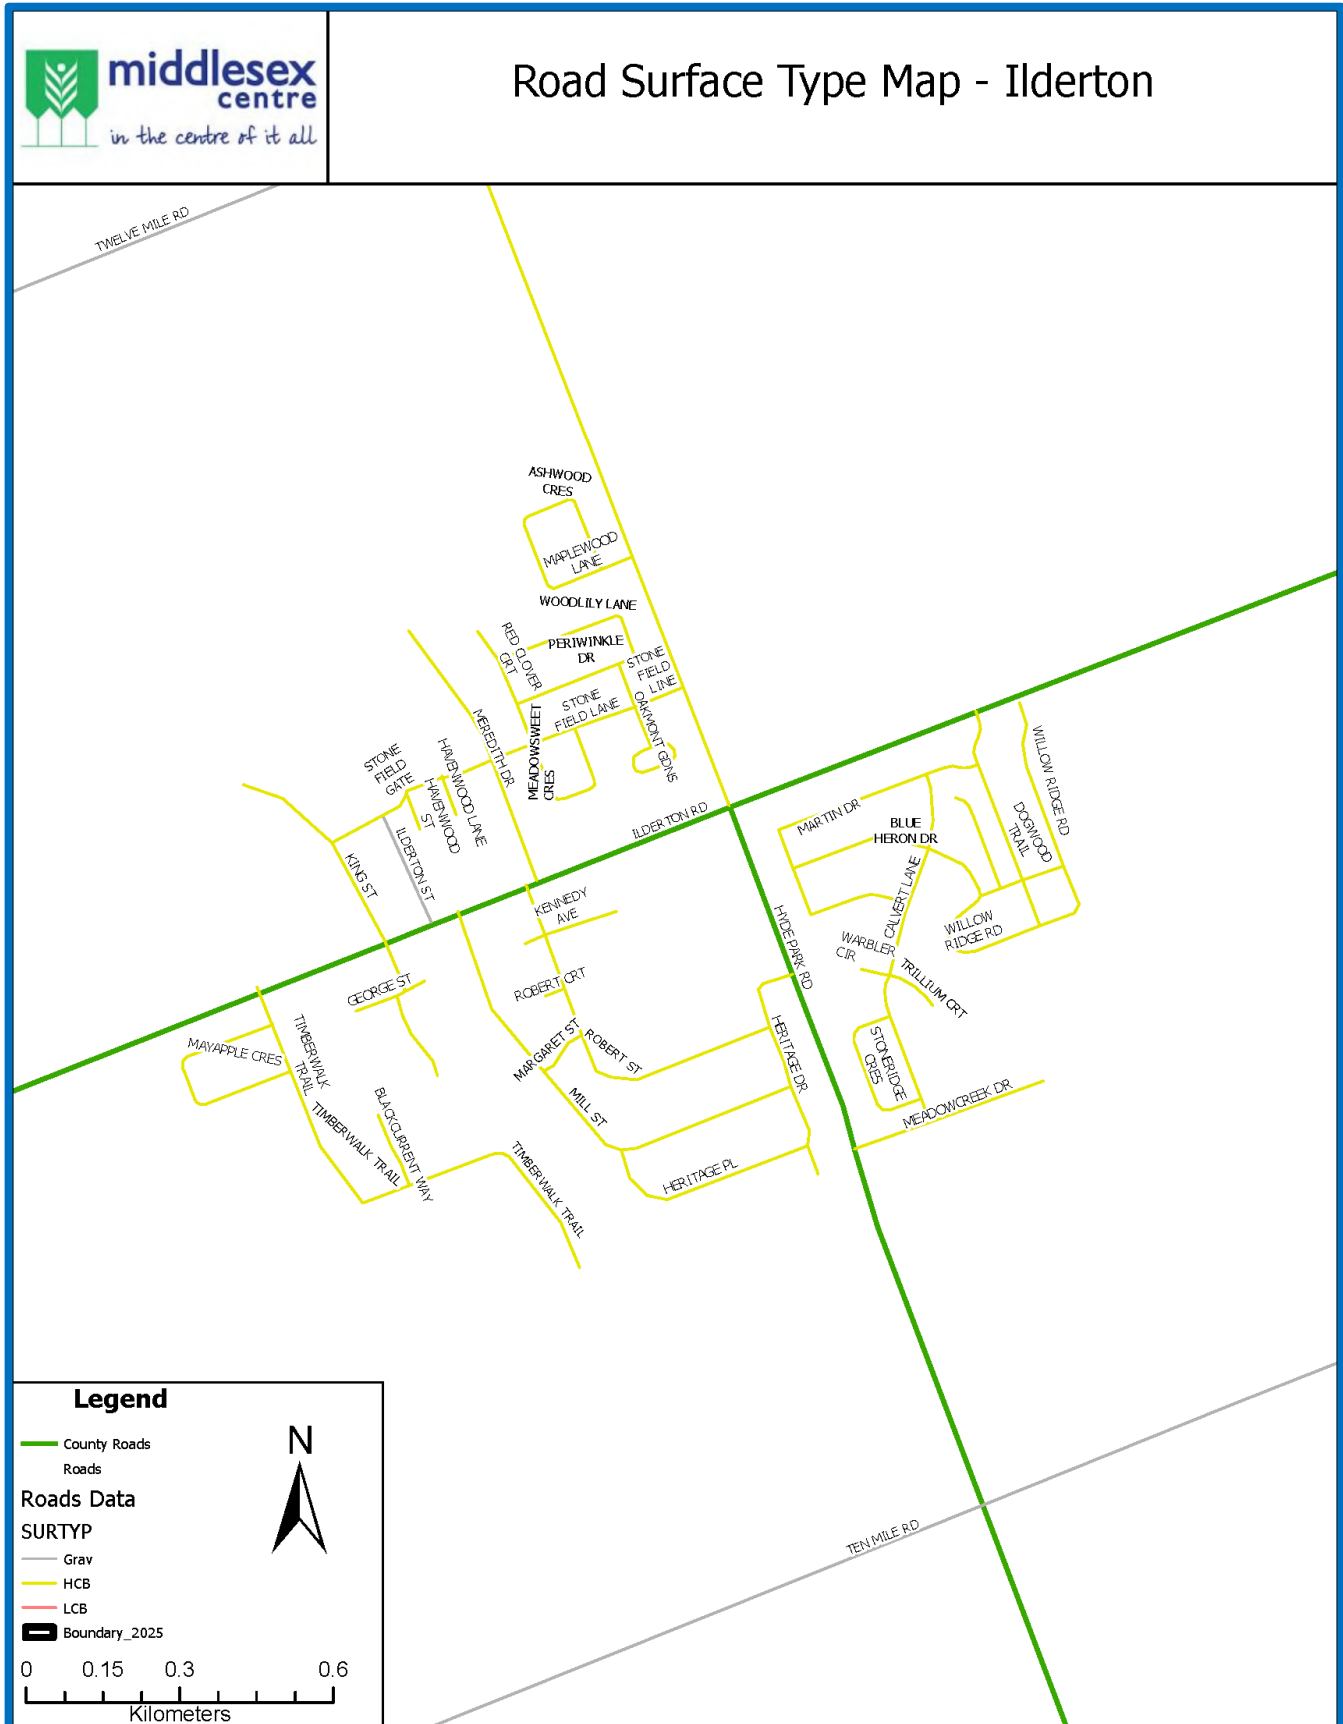 middlesex
centre
in the centre of it all
Road Surface Type Map - Ilderton
TWELVE MILE RD
ASHWOOD
CRES
MAPLEWOOD
LANE
WOODLILY LANE
RED CLOVER
CRT
PERIWINKLE
DR
STONE
FIELD
LINE
STONE
FIELD LANE
OAKMONT GDNS
MEADOWSWEET
CRES
MEREDITH DR
HAVENWOOD LANE
HAVENWOOD
ST
STONE
FIELD
GATE
ILDERTON ST
KING ST
ILDERTON RD
WILLOW RIDGE RD
DOGWOOD
TRAIL
MARTIN DR
BLUE
HERON DR
CALVERT LANE
WILLOW
RIDGE RD
WARBLER
CIR
TRILLIUM CRT
HYDE PARK RD
KENNEDY
AVE
ROBERT CRT
GEORGE ST
MAYAPPLE CRES
TIMBERWALK
TRAIL
MARGARET ST
ROBERT ST
HERITAGE DR
STONERIDGE
CRES
MEADOWCREEK DR
MILL ST
BLACKCURRENT WAY
TIMBERWALK TRAIL
TIMBERWALK TRAIL
HERITAGE PL
TEN MILE RD
Legend
County Roads
Roads
Roads Data
SURTYP
Grav
HCB
LCB
Boundary_2025
N
0 0.15 0.3 0.6
Kilometers